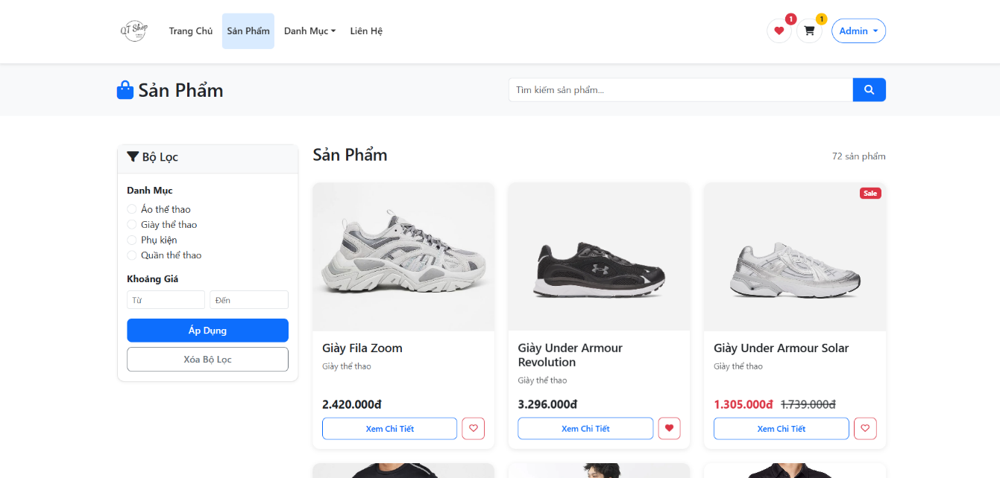 QT Shop
Trang Chủ
Sản Phẩm
Danh Mục
Liên Hệ
1
1
Admin
Sản Phẩm
Tìm kiếm sản phẩm...
Bộ Lọc
Danh Mục
Áo thể thao
Giày thể thao
Phụ kiện
Quần thể thao
Khoảng Giá
Từ
Đến
Áp Dụng
Xóa Bộ Lọc
Sản Phẩm
72 sản phẩm
Giày Fila Zoom
Giày thể thao
2.420.000đ
Xem Chi Tiết
Giày Under Armour
Revolution
Giày thể thao
3.296.000đ
Xem Chi Tiết
Sale
Giày Under Armour Solar
Giày thể thao
1.305.000đ 1.739.000đ
Xem Chi Tiết